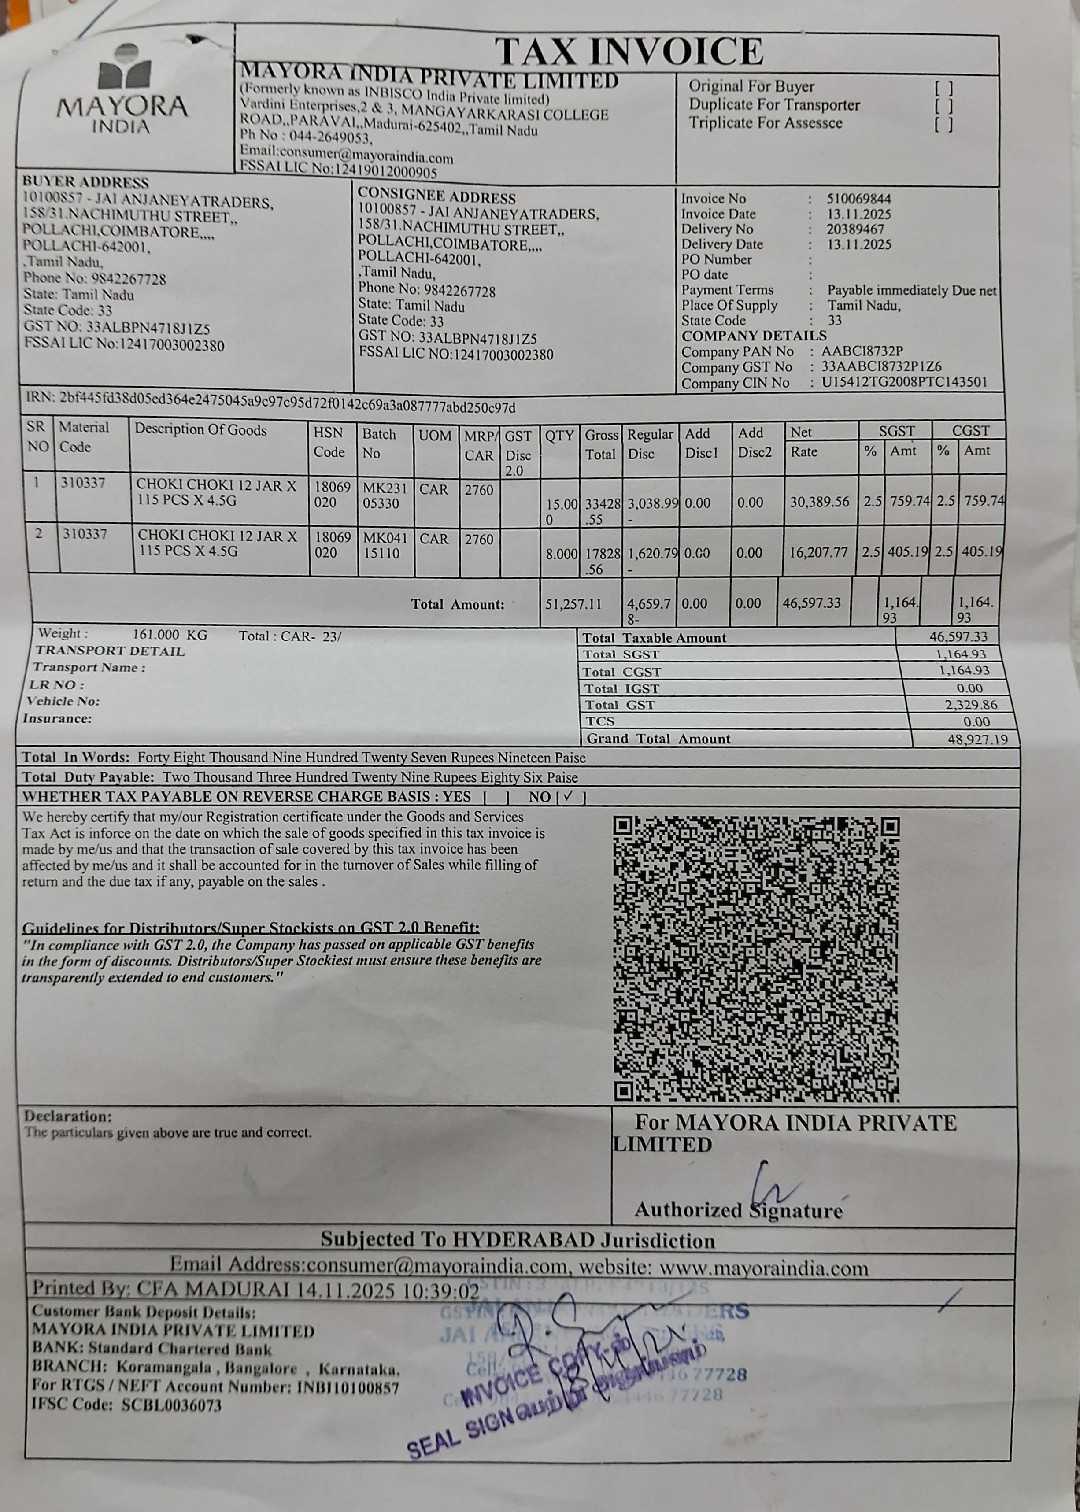 MAYORA
INDIA
TAX INVOICE
MAYORA INDIA PRIVATE LIMITED
(Formerly known as INBISCO India Private limited)
Vardini Enterprises,2 & 3, MANGAYARKARASI COLLEGE
ROAD,,PARAVAI,,Madurai-625402,,Tamil Nadu
Ph No : 044-2649053,
Email:consumer@mayoraindia.com
FSSAI LIC No:12419012000905
Original For Buyer [ ]
Duplicate For Transporter [ ]
Triplicate For Assessce [ ]
BUYER ADDRESS
10100857 - JAI ANJANEYATRADERS,
158/31.NACHIMUTHU STREET,,
POLLACHI,COIMBATORE,,,,
POLLACHI-642001,
,Tamil Nadu,
Phone No: 9842267728
State: Tamil Nadu
State Code: 33
GST NO: 33ALBPN4718J1Z5
FSSAI LIC No:12417003002380
CONSIGNEE ADDRESS
10100857 - JAI ANJANEYATRADERS,
158/31.NACHIMUTHU STREET,,
POLLACHI,COIMBATORE,,,,
POLLACHI-642001,
,Tamil Nadu,
Phone No: 9842267728
State: Tamil Nadu
State Code: 33
GST NO: 33ALBPN4718J1Z5
FSSAI LIC NO:12417003002380
Invoice No : 510069844
Invoice Date : 13.11.2025
Delivery No : 20389467
Delivery Date : 13.11.2025
PO Number :
PO date :
Payment Terms : Payable immediately Due net
Place Of Supply : Tamil Nadu,
State Code : 33
COMPANY DETAILS
Company PAN No : AABCI8732P
Company GST No : 33AABCI8732P1Z6
Company CIN No : U15412TG2008PTC143501
IRN: 2bf445fd38d05ed364e2475045a9c97c95d72f0142c69a3a087777abd250c97d
SR NO Material Code Description Of Goods HSN Code Batch No UOM MRP/ CAR GST Disc 2.0 QTY Gross Total Regular Disc Add Disc1 Add Disc2 Net Rate SGST % Amt CGST % Amt
1 310337 CHOKI CHOKI 12 JAR X 115 PCS X 4.5G 18069 020 MK231 05330 CAR 2760 15.00 0 33428 .55 3,038.99 - 0.00 0.00 30,389.56 2.5 759.74 2.5 759.74
2 310337 CHOKI CHOKI 12 JAR X 115 PCS X 4.5G 18069 020 MK041 15110 CAR 2760 8.000 17828 .56 1,620.79 - 0.00 0.00 16,207.77 2.5 405.19 2.5 405.19
Total Amount: 51,257.11 4,659.7 8- 0.00 0.00 46,597.33 1,164. 93 1,164. 93
Weight : 161.000 KG Total : CAR- 23/
TRANSPORT DETAIL
Transport Name :
LR NO :
Vehicle No:
Insurance:
Total Taxable Amount 46,597.33
Total SGST 1,164.93
Total CGST 1,164.93
Total IGST 0.00
Total GST 2,329.86
TCS 0.00
Grand Total Amount 48,927.19
Total In Words: Forty Eight Thousand Nine Hundred Twenty Seven Rupees Nineteen Paise
Total Duty Payable: Two Thousand Three Hundred Twenty Nine Rupees Eighty Six Paise
WHETHER TAX PAYABLE ON REVERSE CHARGE BASIS : YES [ ] NO [✓ ]
We hereby certify that my/our Registration certificate under the Goods and Services
Tax Act is inforce on the date on which the sale of goods specified in this tax invoice is
made by me/us and that the transaction of sale covered by this tax invoice has been
affected by me/us and it shall be accounted for in the turnover of Sales while filling of
return and the due tax if any, payable on the sales .
Guidelines for Distributors/Super Stockists on GST 2.0 Benefit:
"In compliance with GST 2.0, the Company has passed on applicable GST benefits
in the form of discounts. Distributors/Super Stockiest must ensure these benefits are
transparently extended to end customers."
Declaration:
The particulars given above are true and correct.
For MAYORA INDIA PRIVATE
LIMITED
Authorized Signature
Subjected To HYDERABAD Jurisdiction
Email Address:consumer@mayoraindia.com, website: www.mayoraindia.com
Printed By: CFA MADURAI 14.11.2025 10:39:02
Customer Bank Deposit Details:
MAYORA INDIA PRIVATE LIMITED
BANK: Standard Chartered Bank
BRANCH: Koramangala , Bangalore , Karnataka.
For RTGS / NEFT Account Number: INBI10100857
IFSC Code: SCBL0036073
JAI
INVOICE COPY
SEAL SIGN
77728